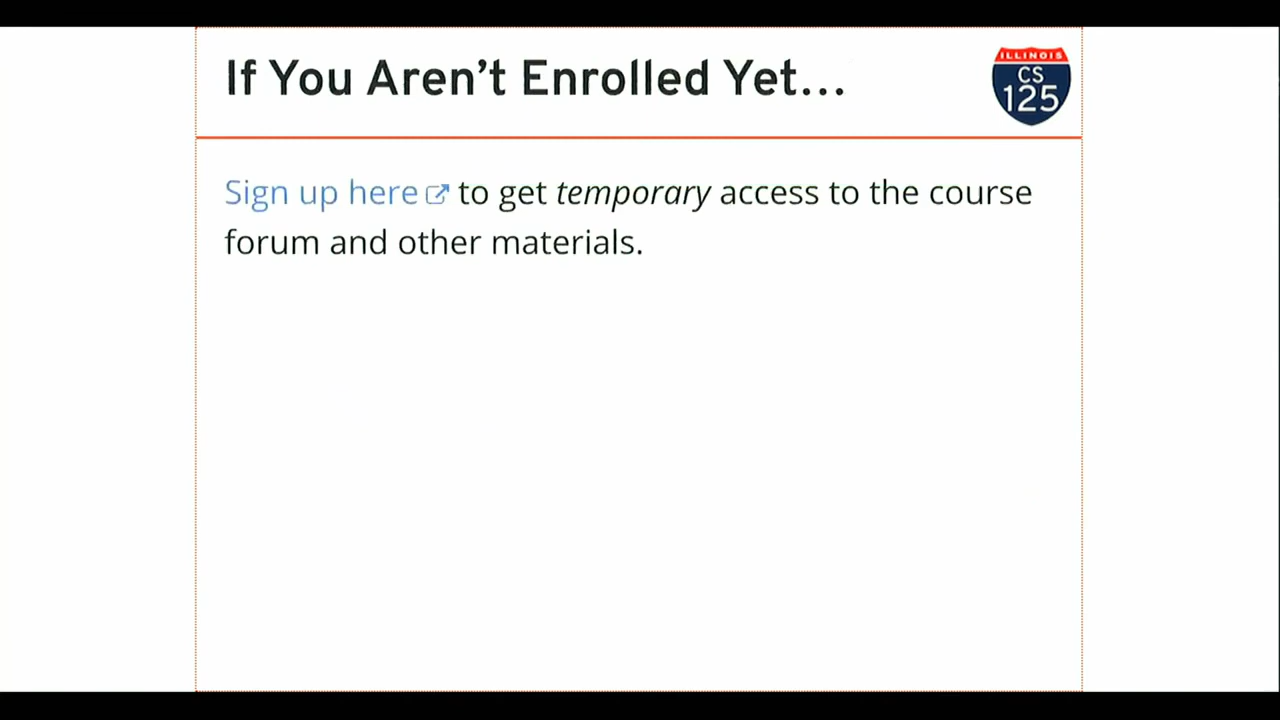 If You Aren't Enrolled Yet...
ILLINOIS
CS
125
Sign up here to get temporary access to the course
forum and other materials.